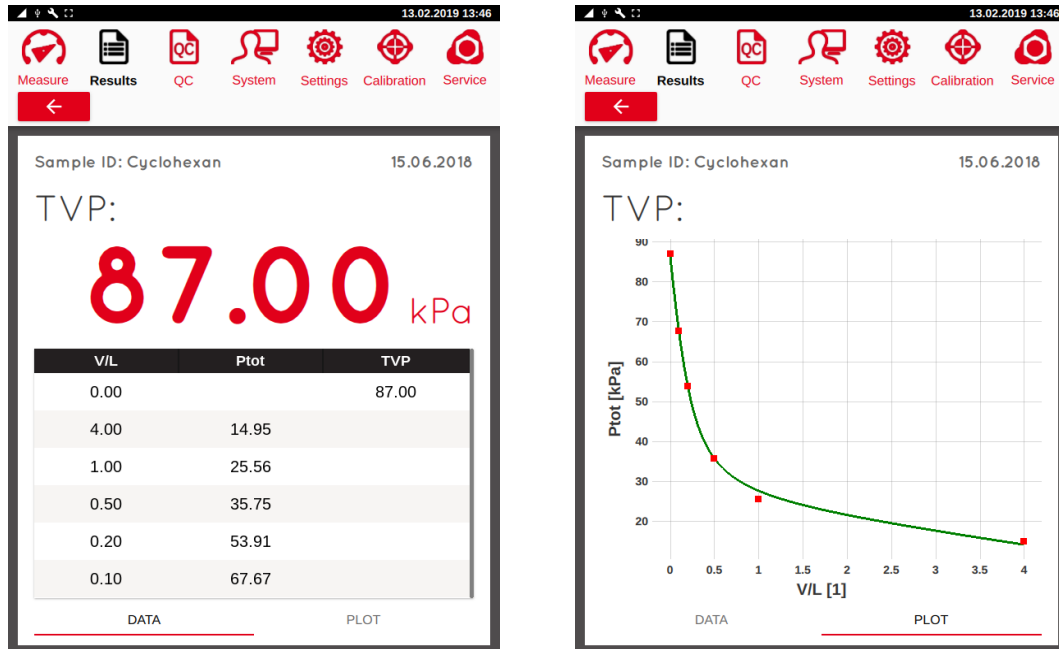 13.02.2019 13:46
Measure Results QC System Settings Calibration Service
Sample ID: Cyclohexan 15.06.2018
TVP:
87.00 kPa
V/L Ptot TVP
0.00 87.00
4.00 14.95
1.00 25.56
0.50 35.75
0.20 53.91
0.10 67.67
DATA PLOT
13.02.2019 13:46
Measure Results QC System Settings Calibration Service
Sample ID: Cyclohexan 15.06.2018
TVP:
90
80
70
60
50
40
30
20
Ptot [kPa]
0 0.5 1 1.5 2 2.5 3 3.5 4
V/L [1]
DATA PLOT